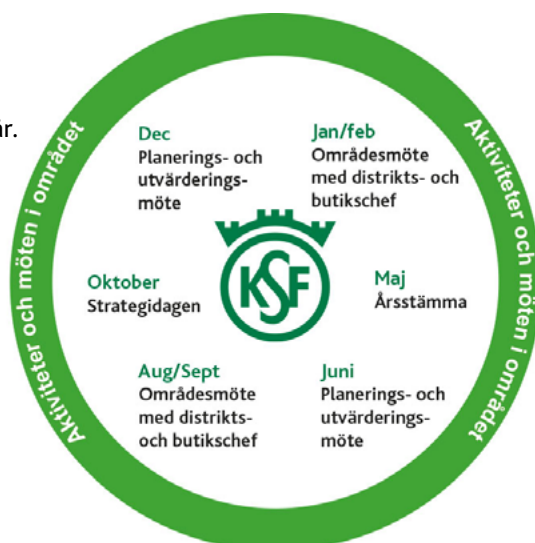 år.
Aktiviteter och möten i området
Aktiviteter och möten i området
Dec
Planerings- och
utvärderings-
möte
Jan/feb
Områdesmöte
med distrikts- och
butikschef
Oktober
Strategidagen
KSF
Maj
Årsstämma
Aug/Sept
Områdesmöte
med distrikts-
och butikschef
Juni
Planerings- och
utvärderings-
möte